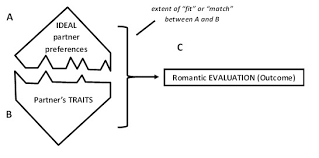 A
IDEAL
partner
preferences
Partner's TRAITS
B
extent of "fit" or "match"
between A and B
C
Romantic EVALUATION (Outcome)